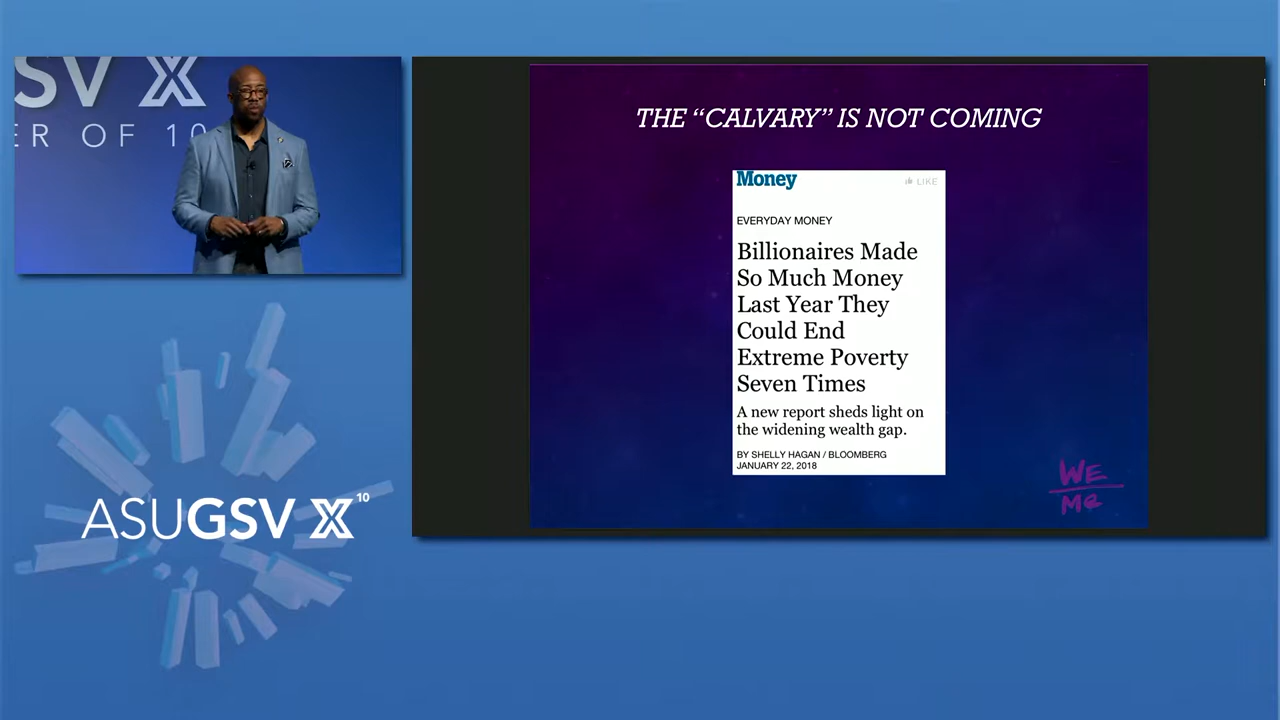 SV X
ER OF 10
THE “CALVARY” IS NOT COMING
Money
LIKE
EVERYDAY MONEY
Billionaires Made
So Much Money
Last Year They
Could End
Extreme Poverty
Seven Times
A new report sheds light on
the widening wealth gap.
BY SHELLY HAGAN / BLOOMBERG
JANUARY 22, 2018
WE
Me
ASUGSV X10